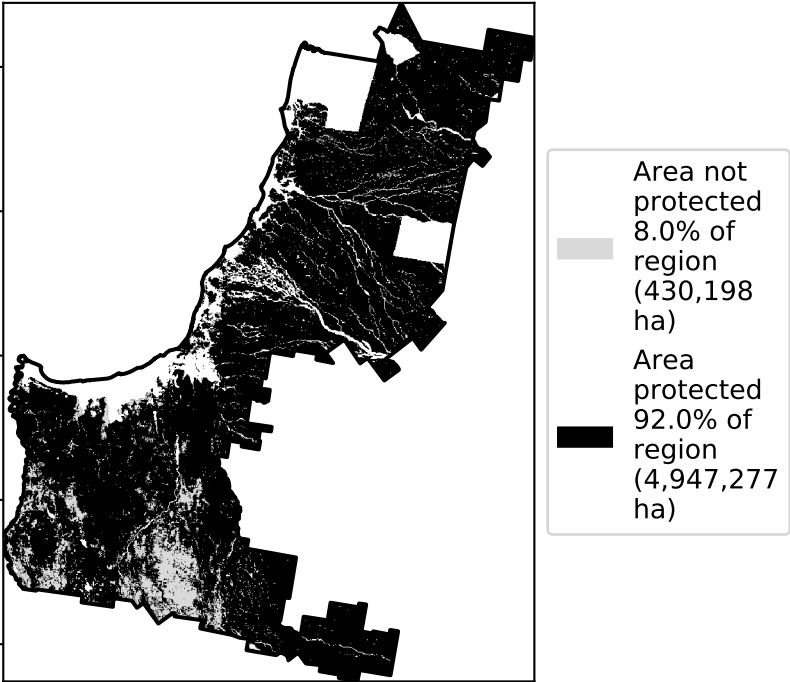 Area not
protected
8.0% of
region
(430,198
ha)
Area
protected
92.0% of
region
(4,947,277
ha)